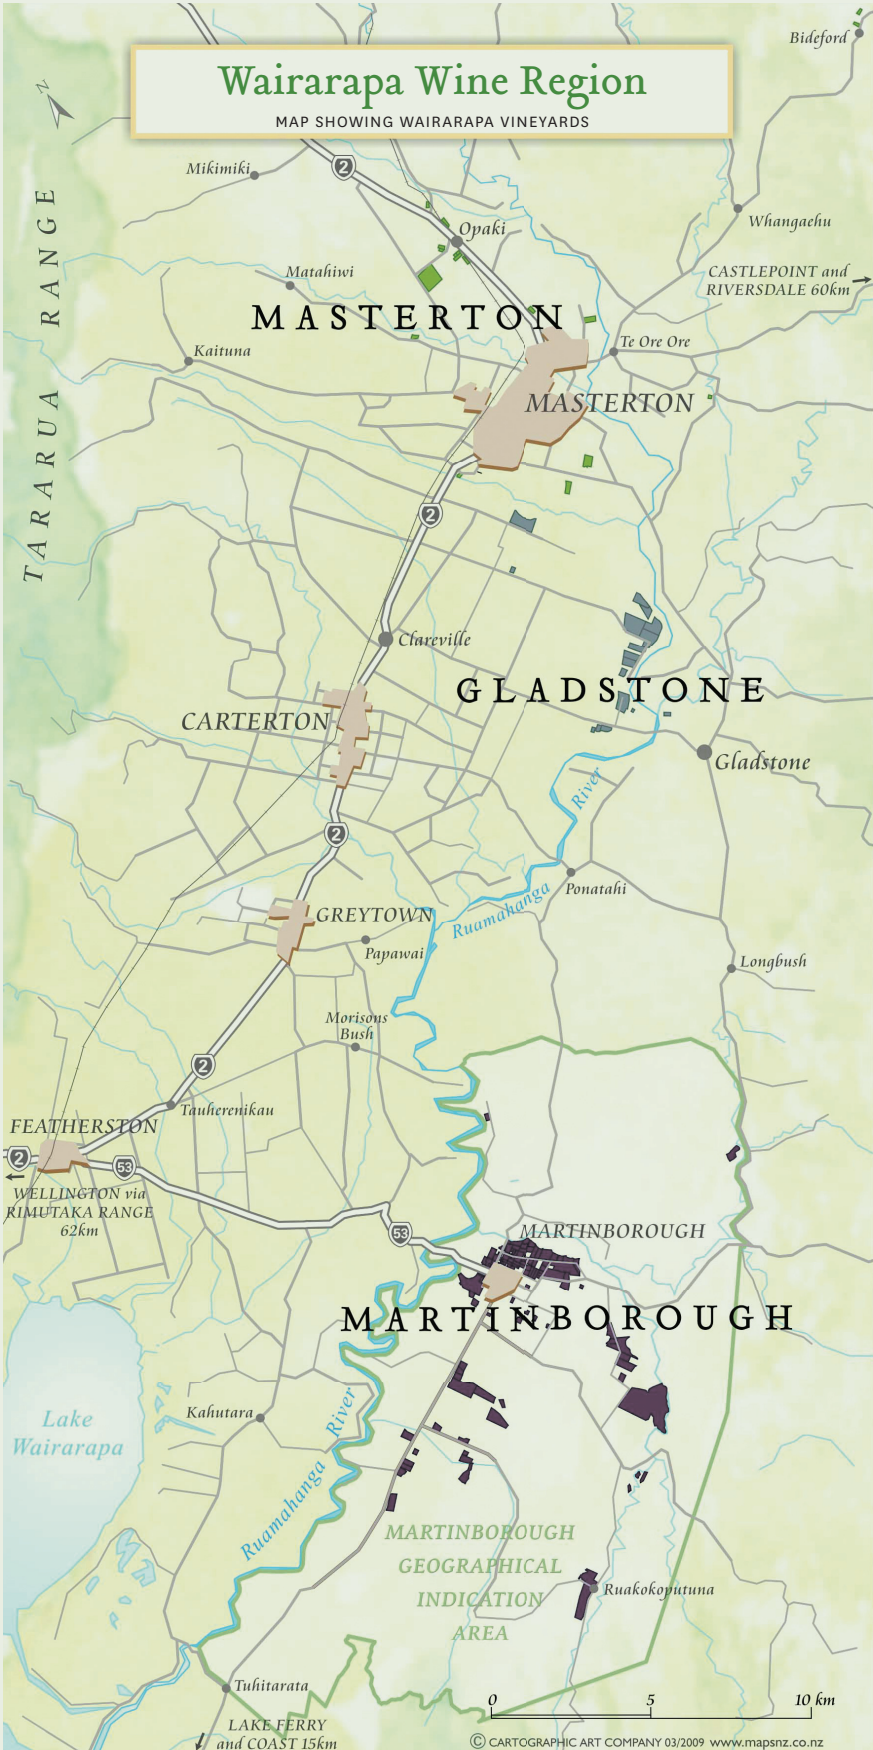 Bideford
Wairarapa Wine Region
MAP SHOWING WAIRARAPA VINEYARDS
N
2
Mikimiki
Whangaehu
Opaki
TARARUA RANGE
Matahiwi
CASTLEPOINT and
RIVERSDALE 60km
MASTERTON
Te Ore Ore
Kaituna
MASTERTON
2
Clareville
GLADSTONE
CARTERTON
Gladstone
River
2
Ponatahi
Ruamahanga
GREYTOWN
Papawai
Longbush
Morisons
Bush
2
Tauherenikau
FEATHERSTON
2
53
WELLINGTON via
RIMUTAKA RANGE
62km
53
MARTINBOROUGH
MARTINBOROUGH
Kahutara
Lake
Wairarapa
Ruamahanga River
MARTINBOROUGH
GEOGRAPHICAL
INDICATION
AREA
Ruakokoputuna
Tuhitarata
0 5 10 km
LAKE FERRY
and COAST 15km
© CARTOGRAPHIC ART COMPANY 03/2009 www.mapsnz.co.nz